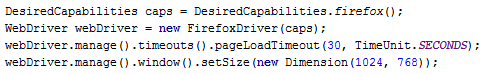 DesiredCapabilities caps = DesiredCapabilities.firefox();
WebDriver webDriver = new FirefoxDriver(caps);
webDriver.manage().timeouts().pageLoadTimeout(30, TimeUnit.SECONDS);
webDriver.manage().window().setSize(new Dimension(1024, 768));